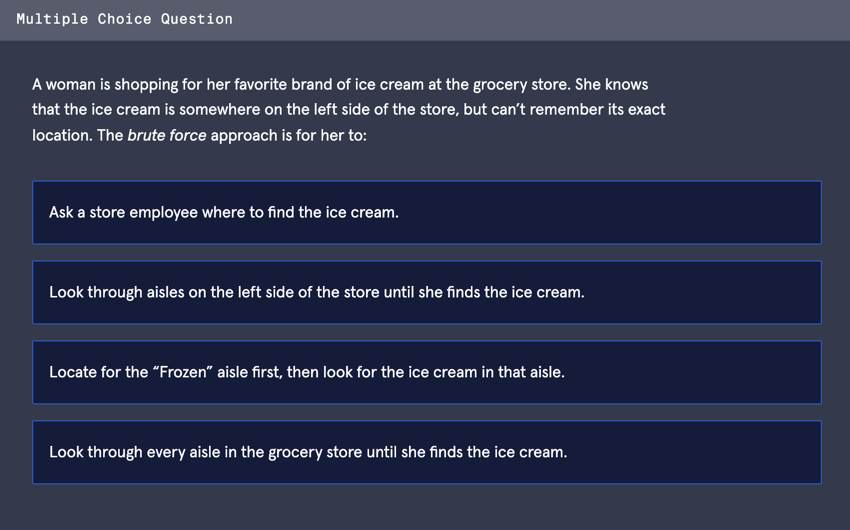 Multiple Choice Question
A woman is shopping for her favorite brand of ice cream at the grocery store. She knows
that the ice cream is somewhere on the left side of the store, but can’t remember its exact
location. The brute force approach is for her to:
Ask a store employee where to find the ice cream.
Look through aisles on the left side of the store until she finds the ice cream.
Locate for the “Frozen” aisle first, then look for the ice cream in that aisle.
Look through every aisle in the grocery store until she finds the ice cream.